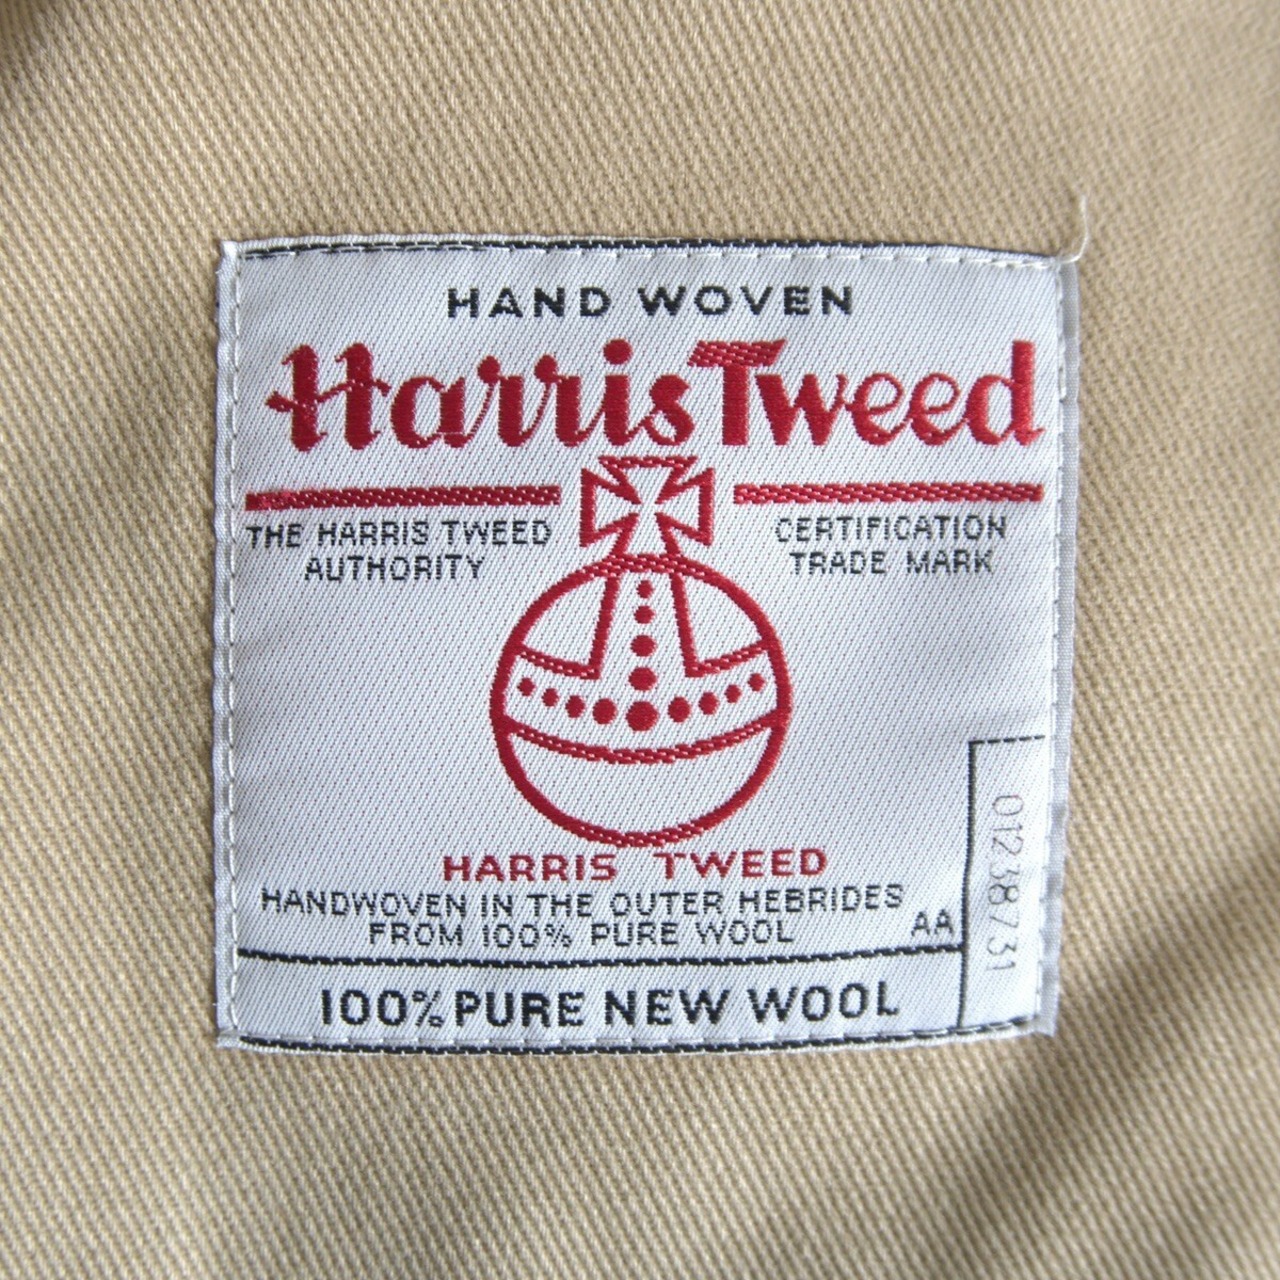 HAND WOVEN
Harris Tweed
THE HARRIS TWEED
AUTHORITY
CERTIFICATION
TRADE MARK
HARRIS TWEED
HANDWOVEN IN THE OUTER HEBRIDES
FROM 100% PURE WOOL
AA
01238731
100% PURE NEW WOOL